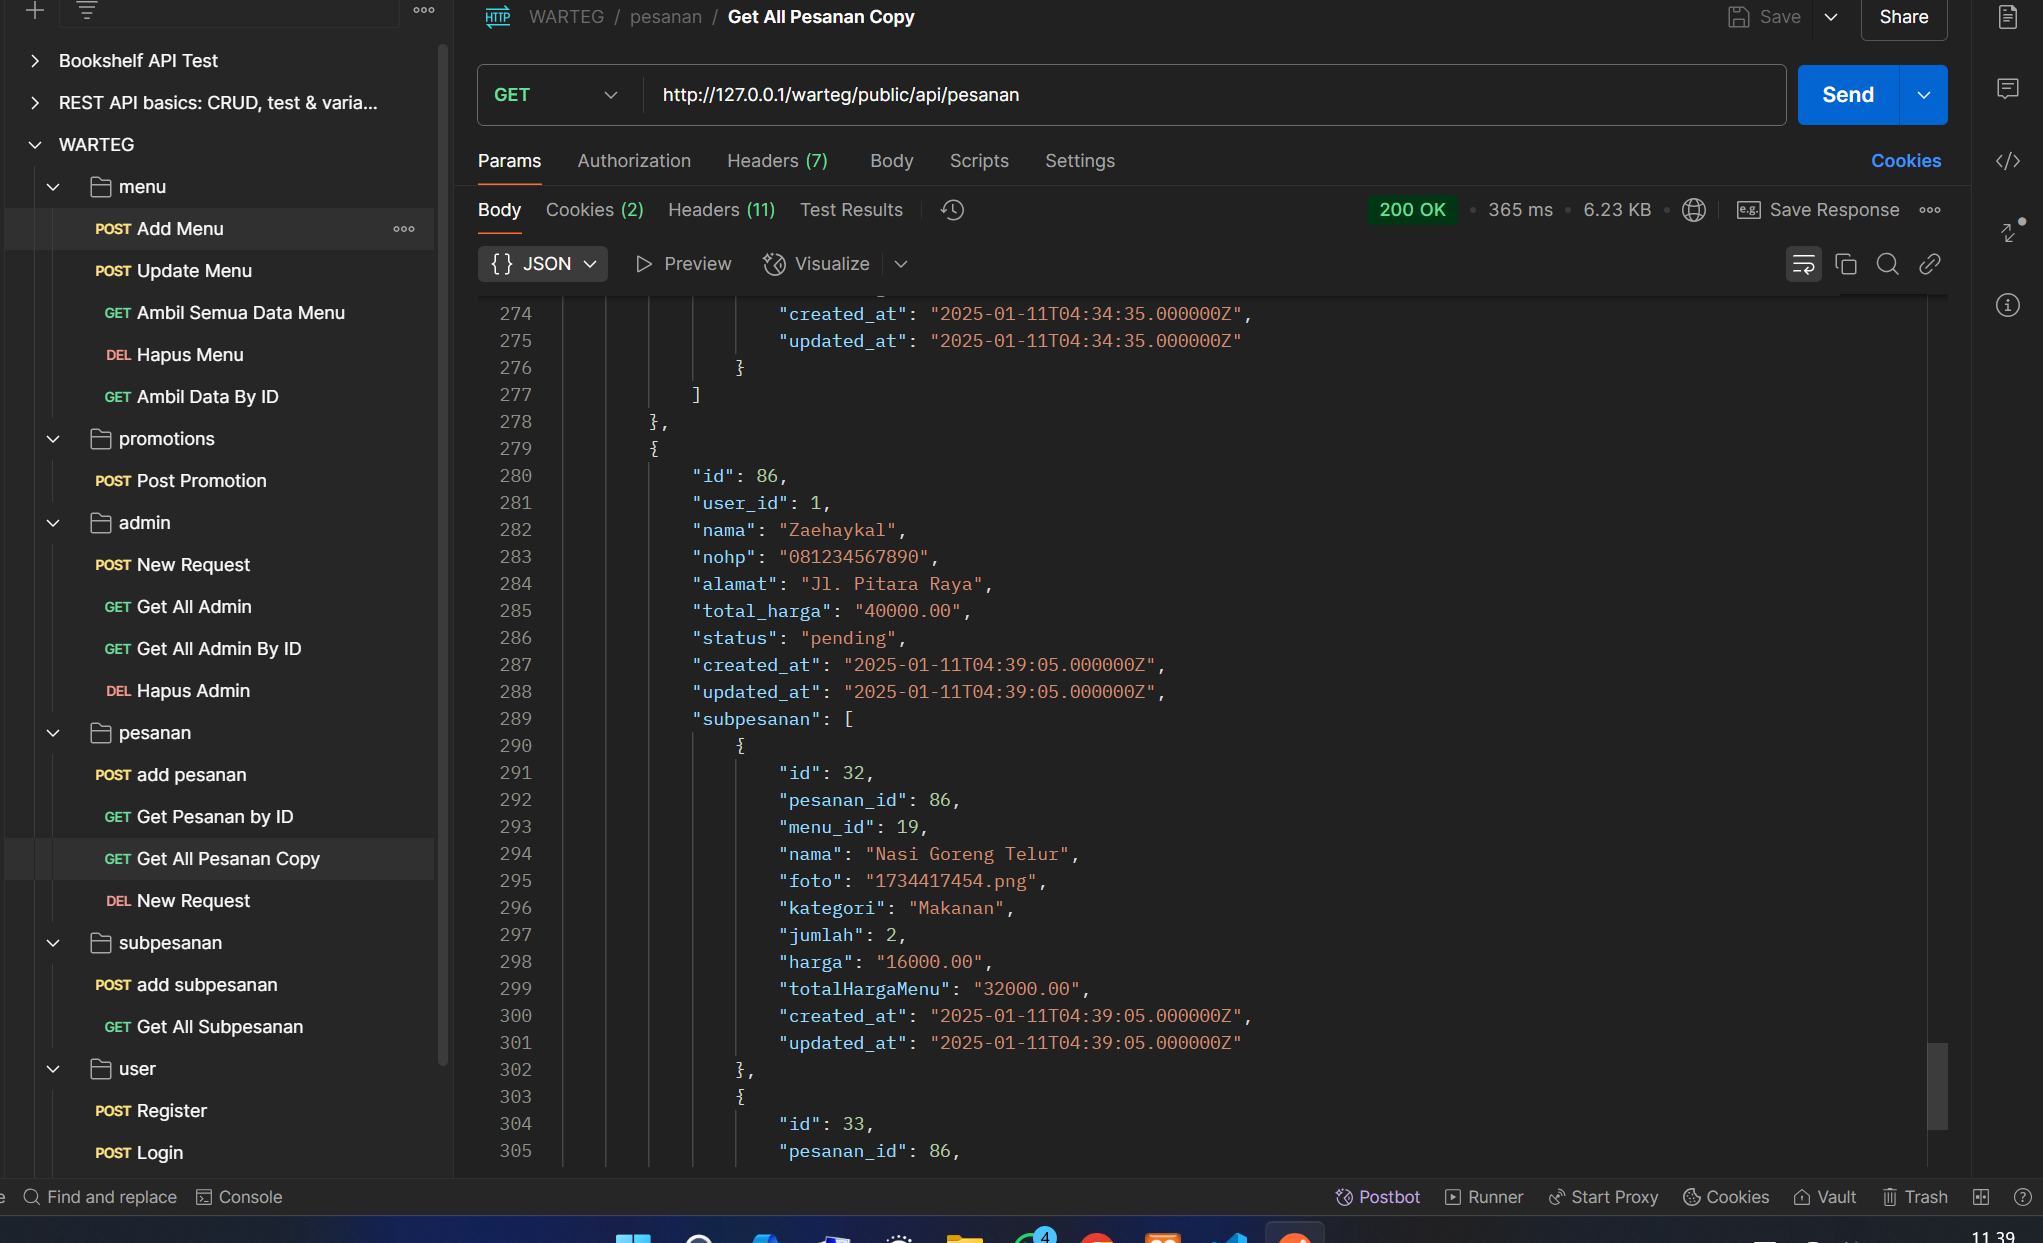 WARTEG / pesanan / Get All Pesanan Copy
Save
Share
Bookshelf API Test
REST API basics: CRUD, test & varia...
WARTEG
menu
POST Add Menu
POST Update Menu
GET Ambil Semua Data Menu
DEL Hapus Menu
GET Ambil Data By ID
promotions
POST Post Promotion
admin
POST New Request
GET Get All Admin
GET Get All Admin By ID
DEL Hapus Admin
pesanan
POST add pesanan
GET Get Pesanan by ID
GET Get All Pesanan Copy
DEL New Request
subpesanan
POST add subpesanan
GET Get All Subpesanan
user
POST Register
POST Login
HTTP
GET http://127.0.0.1/warteg/public/api/pesanan
Send
Params Authorization Headers (7) Body Scripts Settings Cookies
Body Cookies (2) Headers (11) Test Results 200 OK 365 ms 6.23 KB e.g. Save Response
{} JSON Preview Visualize
274 "created_at": "2025-01-11T04:34:35.000000Z",
275 "updated_at": "2025-01-11T04:34:35.000000Z"
276 }
277 ]
278 },
279 {
280 "id": 86,
281 "user_id": 1,
282 "nama": "Zaehaykal",
283 "nohp": "081234567890",
284 "alamat": "Jl. Pitara Raya",
285 "total_harga": "40000.00",
286 "status": "pending",
287 "created_at": "2025-01-11T04:39:05.000000Z",
288 "updated_at": "2025-01-11T04:39:05.000000Z",
289 "subpesanan": [
290 {
291 "id": 32,
292 "pesanan_id": 86,
293 "menu_id": 19,
294 "nama": "Nasi Goreng Telur",
295 "foto": "1734417454.png",
296 "kategori": "Makanan",
297 "jumlah": 2,
298 "harga": "16000.00",
299 "totalHargaMenu": "32000.00",
300 "created_at": "2025-01-11T04:39:05.000000Z",
301 "updated_at": "2025-01-11T04:39:05.000000Z"
302 },
303 {
304 "id": 33,
305 "pesanan_id": 86,
Find and replace Console Postbot Runner Start Proxy Cookies Vault Trash
4
11.39